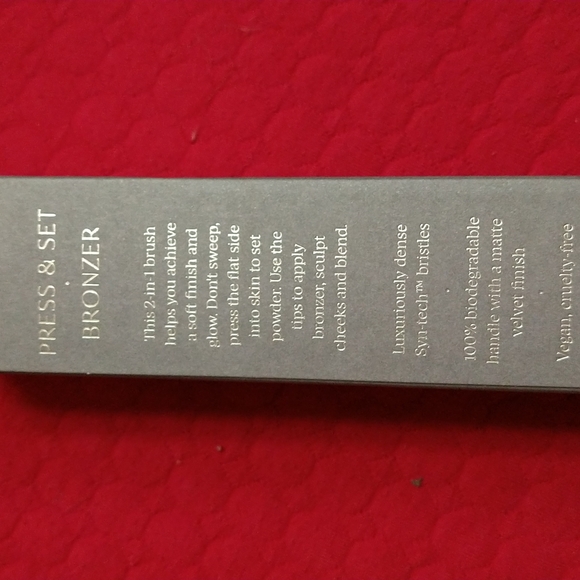 PRESS & SET
BRONZER
This 2-in-1 brush
helps you achieve
a soft finish and
glow. Don't sweep,
press the flat side
into skin to set
powder. Use the
tips to apply
bronzer, sculpt
cheeks and blend.
Luxuriously dense
Syn-tech™ bristles
100% biodegradable
handle with a matte
velvet finish
Vegan, cruelty-free